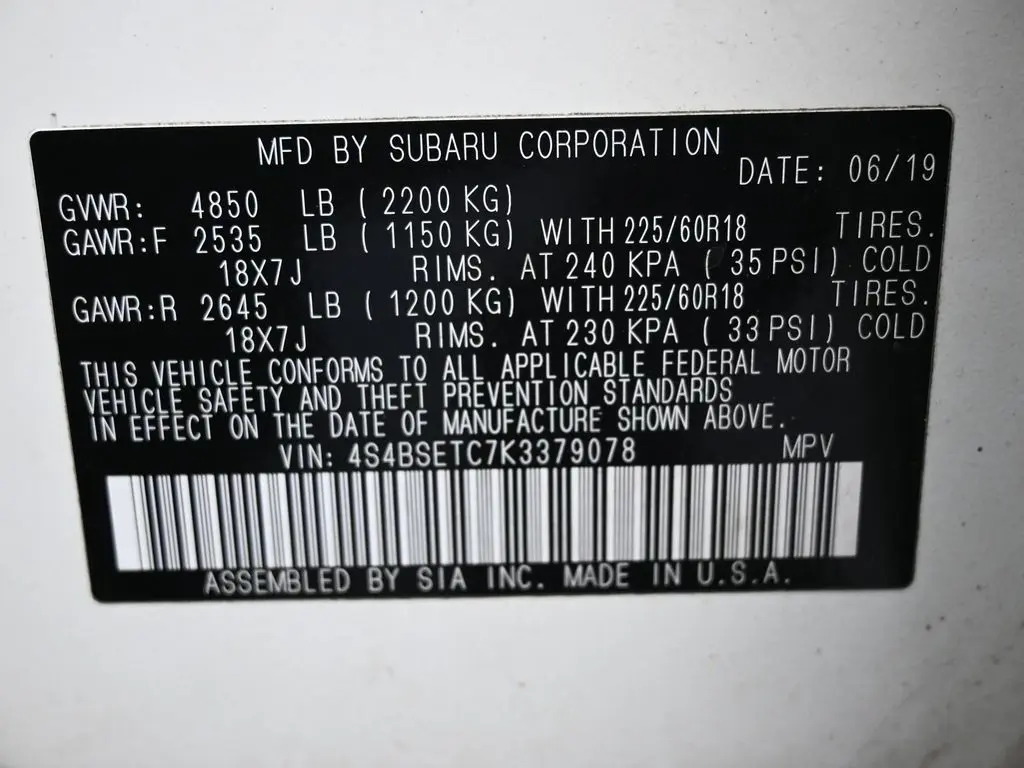 MFD BY SUBARU CORPORATION
DATE: 06/19
GVWR: 4850 LB ( 2200 KG)
GAWR:F 2535 LB ( 1150 KG) WITH 225/60R18 TIRES.
18X7J RIMS. AT 240 KPA ( 35 PSI) COLD
GAWR:R 2645 LB ( 1200 KG) WITH 225/60R18 TIRES.
18X7J RIMS. AT 230 KPA ( 33 PSI) COLD
THIS VEHICLE CONFORMS TO ALL APPLICABLE FEDERAL MOTOR
VEHICLE SAFETY AND THEFT PREVENTION STANDARDS
IN EFFECT ON THE DATE OF MANUFACTURE SHOWN ABOVE.
VIN: 4S4BSETC7K3379078 MPV
ASSEMBLED BY SIA INC. MADE IN U.S.A.